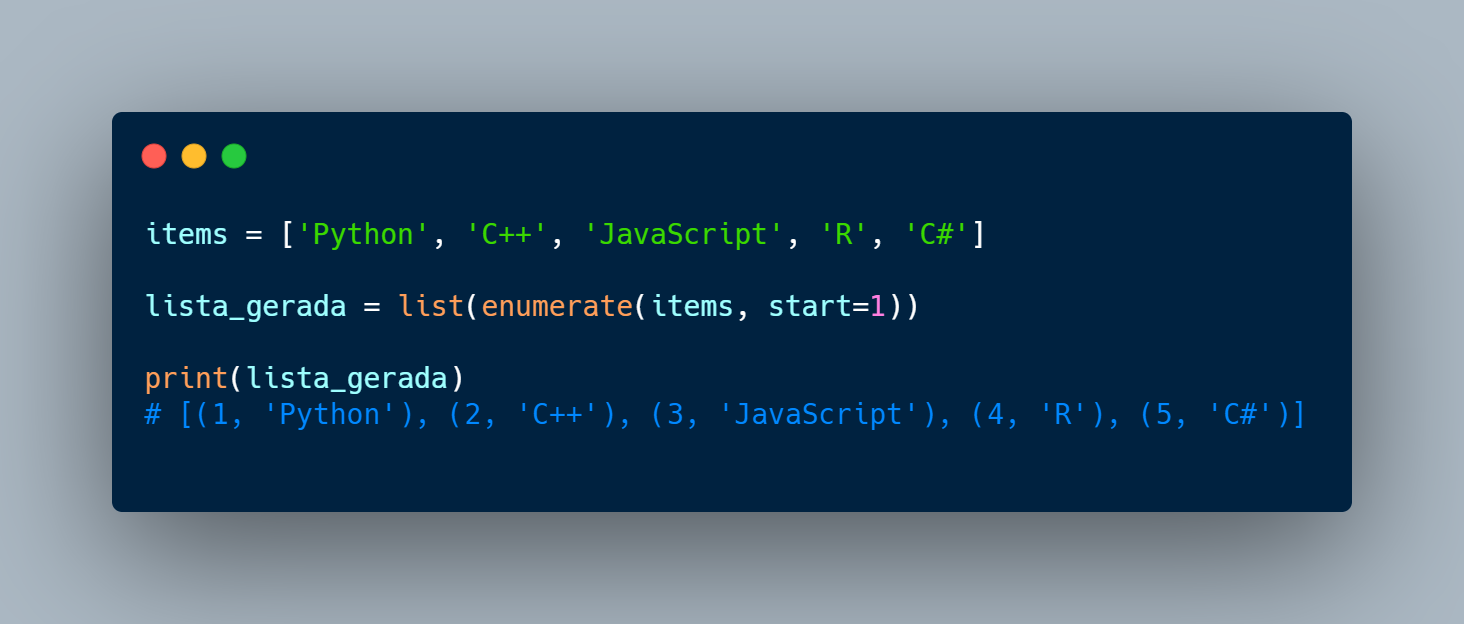 items = ['Python', 'C++', 'JavaScript', 'R', 'C#']
lista_gerada = list(enumerate(items, start=1))
print(lista_gerada)
# [(1, 'Python'), (2, 'C++'), (3, 'JavaScript'), (4, 'R'), (5, 'C#')]